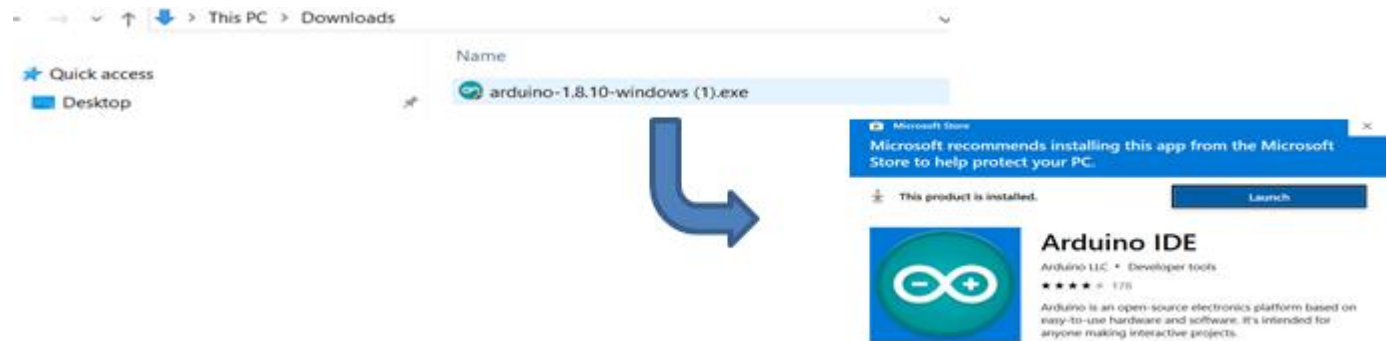 This PC > Downloads
Name
Quick access
Desktop
arduino-1.8.10-windows (1).exe
Microsoft Store
Microsoft recommends installing this app from the Microsoft
Store to help protect your PC.
This product is installed.
Launch
Arduino IDE
Arduino LLC • Developer tools
176
Arduino is an open-source electronics platform based on
easy-to-use hardware and software. It's intended for
anyone making interactive projects.